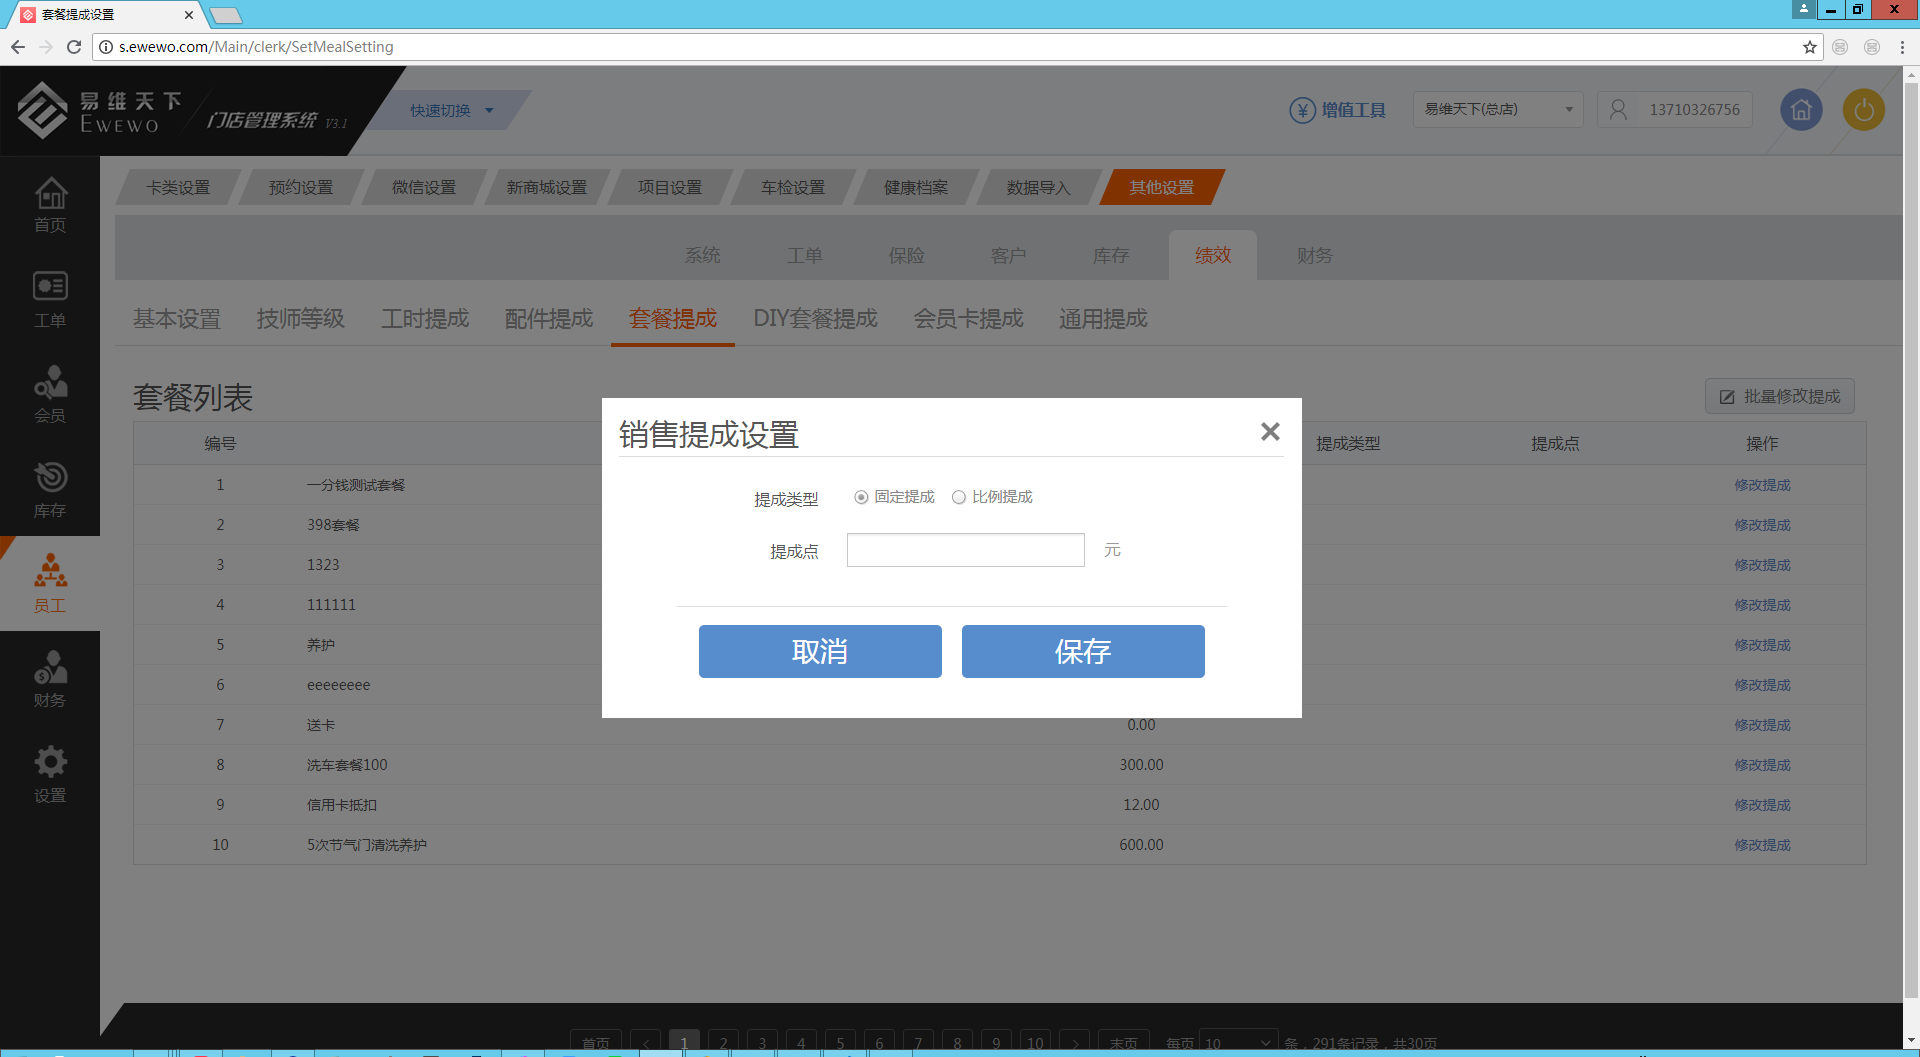 套餐提成设置
s.ewewo.com/Main/clerk/SetMealSetting
易维天下
EWEWO
门店管理系统 V3.1
快速切换
增值工具
易维天下(总店)
13710326756
卡类设置 预约设置 微信设置 新商城设置 项目设置 车检设置 健康档案 数据导入 其他设置
系统 工单 保险 客户 库存 绩效 财务
基本设置 技师等级 工时提成 配件提成 套餐提成 DIY套餐提成 会员卡提成 通用提成
首页
工单
会员
库存
员工
财务
设置
套餐列表
批量修改提成
编号 提成类型 提成点 操作
1 一分钱测试套餐 修改提成
2 398套餐 修改提成
3 1323 修改提成
4 111111 修改提成
5 养护 修改提成
6 eeeeeeee 修改提成
7 送卡 0.00 修改提成
8 洗车套餐100 300.00 修改提成
9 信用卡抵扣 12.00 修改提成
10 5次节气门清洗养护 600.00 修改提成
销售提成设置
提成类型 固定提成 比例提成
提成点 元
取消 保存
首页 < 1 2 3 4 5 6 7 8 9 10 > 末页 每页 10 条，291条记录，共30页